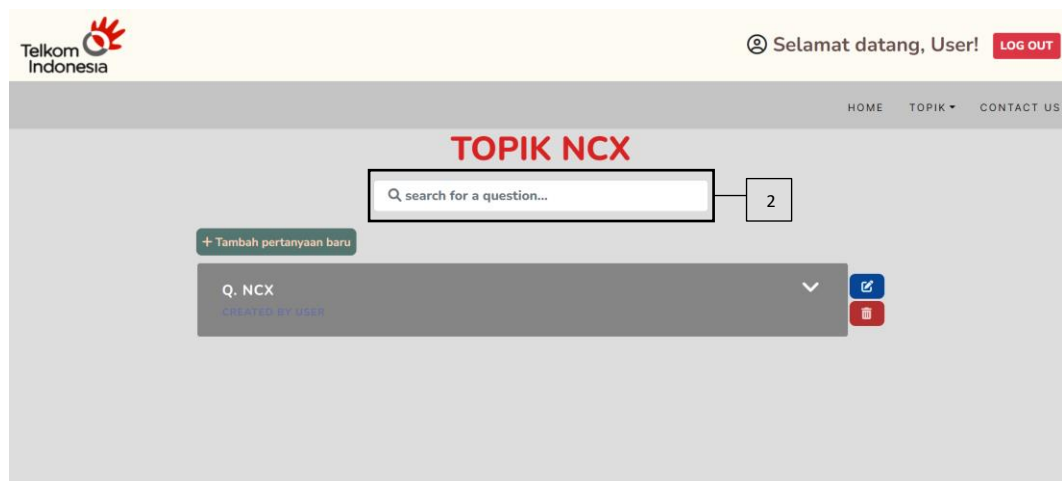 Telkom
Indonesia
Selamat datang, User!
LOG OUT
HOME
TOPIK
CONTACT US
TOPIK NCX
search for a question...
2
+ Tambah pertanyaan baru
Q. NCX
CREATED BY USER